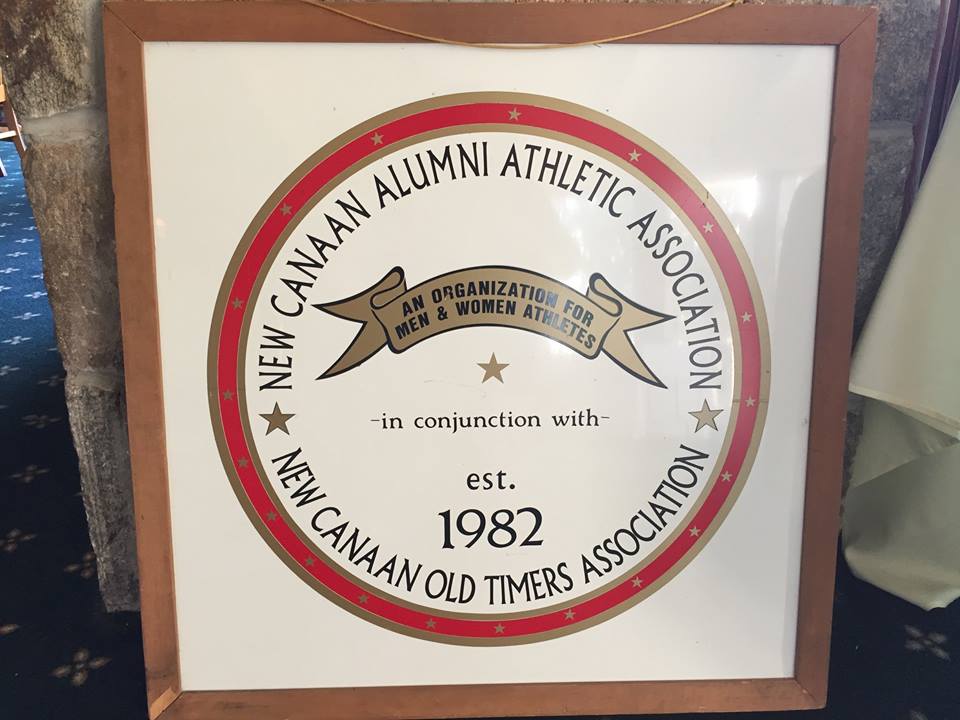 NEW CANAAN ALUMNI ATHLETIC ASSOCIATION
AN ORGANIZATION FOR
MEN & WOMEN ATHLETES
-in conjunction with-
est.
1982
NEW CANAAN OLD TIMERS ASSOCIATION